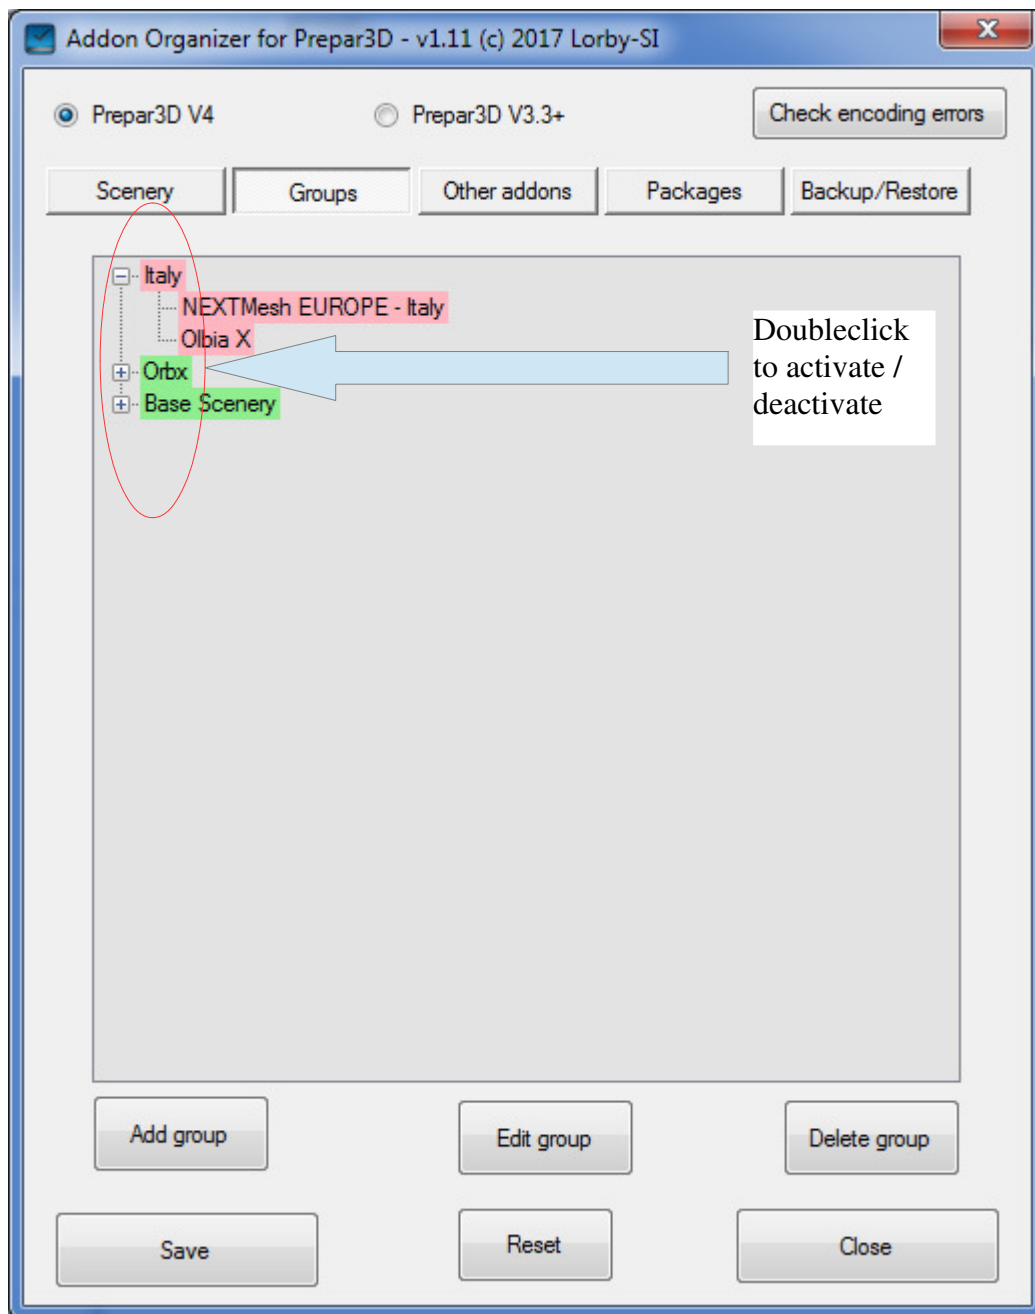 Addon Organizer for Prepar3D - v1.11 (c) 2017 Lorby-SI
x
Prepar3D V4
Prepar3D V3.3+
Check encoding errors
Scenery
Groups
Other addons
Packages
Backup/Restore
Italy
NEXTMesh EUROPE - Italy
Olbia X
Orbx
Base Scenery
Doubleclick
to activate /
deactivate
Add group
Edit group
Delete group
Save
Reset
Close